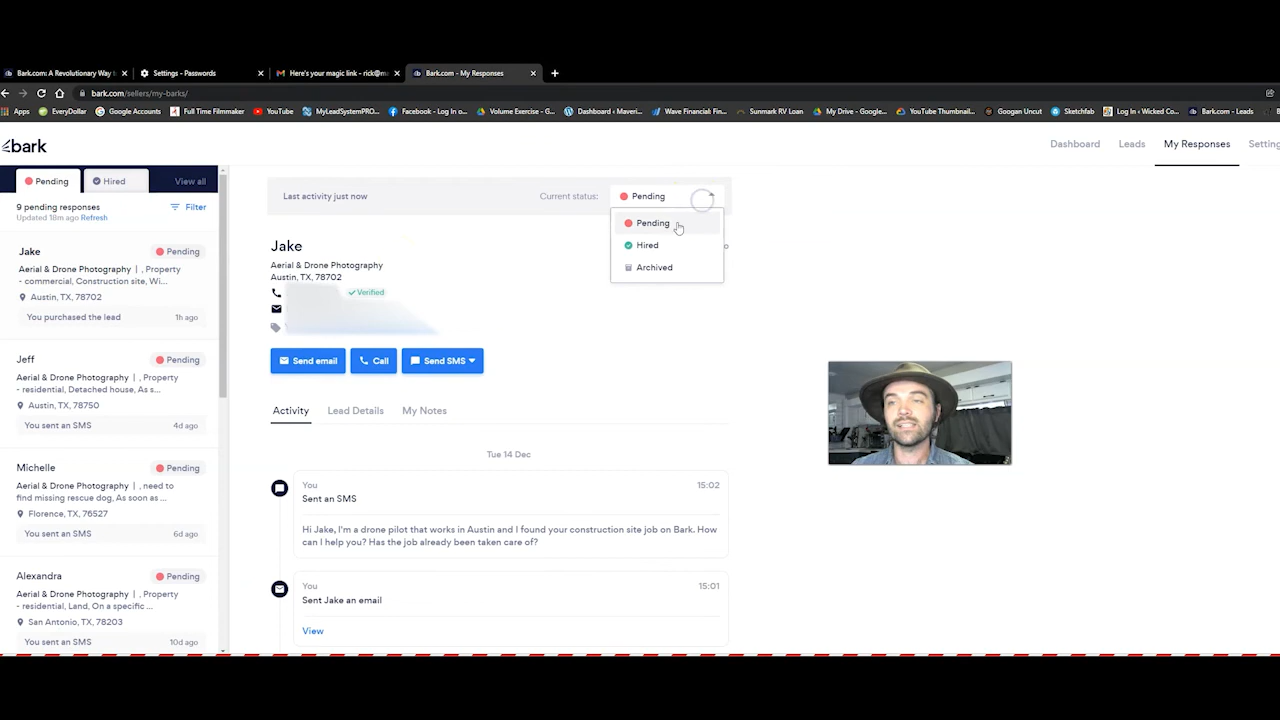 Bark.com: A Revolutionary Way
Settings - Passwords
Here's your magic link - rick@m
Bark.com - My Responses
bark.com/sellers/my-barks/
Apps
EveryDollar
Google Accounts
Full Time Filmmaker
YouTube
MyLeadSystemPRO...
Facebook - Log In o...
Volume Exercise - G...
Dashboard ‹ Maveri...
Wave Financial| Fin...
Sunmark RV Loan
My Drive - Google...
YouTube Thumbnail...
Googan Uncut
Sketchfab
Log In ‹ Wicked Co...
Bark.com - Leads
bark
Dashboard
Leads
My Responses
Settin
Pending
Hired
View all
9 pending responses
Updated 18m ago Refresh
Filter
Jake
Pending
Aerial & Drone Photography | , Property
- commercial, Construction site, Wi...
Austin, TX, 78702
You purchased the lead
1h ago
Jeff
Pending
Aerial & Drone Photography | , Property
- residential, Detached house, As s...
Austin, TX, 78750
You sent an SMS
4d ago
Michelle
Pending
Aerial & Drone Photography | , need to
find missing rescue dog, As soon as ...
Florence, TX, 76527
You sent an SMS
6d ago
Alexandra
Pending
Aerial & Drone Photography | , Property
- residential, Land, On a specific ...
San Antonio, TX, 78203
You sent an SMS
10d ago
Last activity just now
Current status:
Pending
Pending
Hired
Archived
Jake
Aerial & Drone Photography
Austin, TX, 78702
Verified
Send email
Call
Send SMS
Activity
Lead Details
My Notes
Tue 14 Dec
You
15:02
Sent an SMS
Hi Jake, I'm a drone pilot that works in Austin and I found your construction site job on Bark. How
can I help you? Has the job already been taken care of?
You
15:01
Sent Jake an email
View